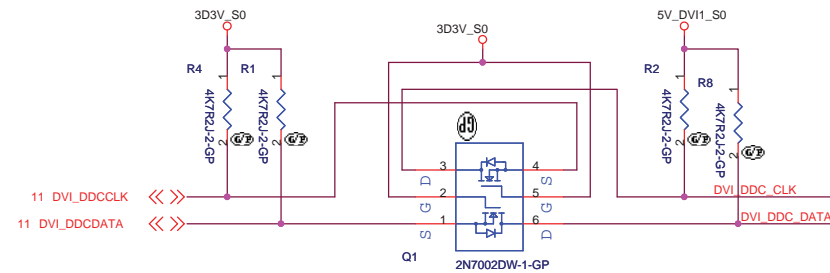 3D3V_S0
3D3V_S0
5V_DVI1_S0
R4
R1
R2
R8
1
1
1
1
4K7R2J-2-GP
4K7R2J-2-GP
4K7R2J-2-GP
4K7R2J-2-GP
2
2
2
2
G/P
G/P
G/P
G/P
GP
3
4
D
S
11 DVI_DDCCLK
2
5
G
G
DVI_DDC_CLK
11 DVI_DDCDATA
1
6
S
D
DVI_DDC_DATA
Q1
2N7002DW-1-GP